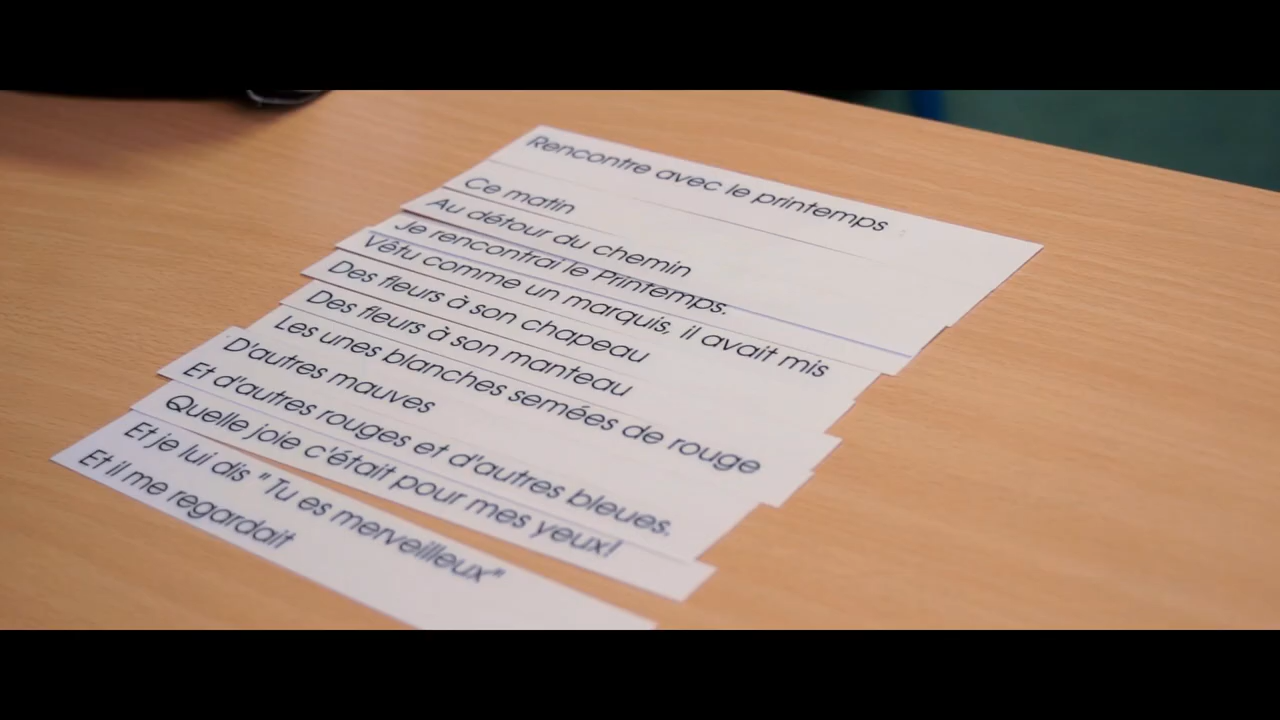 Rencontre avec le printemps
Ce matin
Au détour du chemin
Je rencontrai le Printemps.
Vêtu comme un marquis, il avait mis
Des fleurs à son chapeau
Des fleurs à son manteau
Les unes blanches semées de rouge
D'autres mauves
Et d'autres rouges et d'autres bleues.
Quelle joie c'était pour mes yeux!
Et je lui dis "Tu es merveilleux"
Et il me regardait